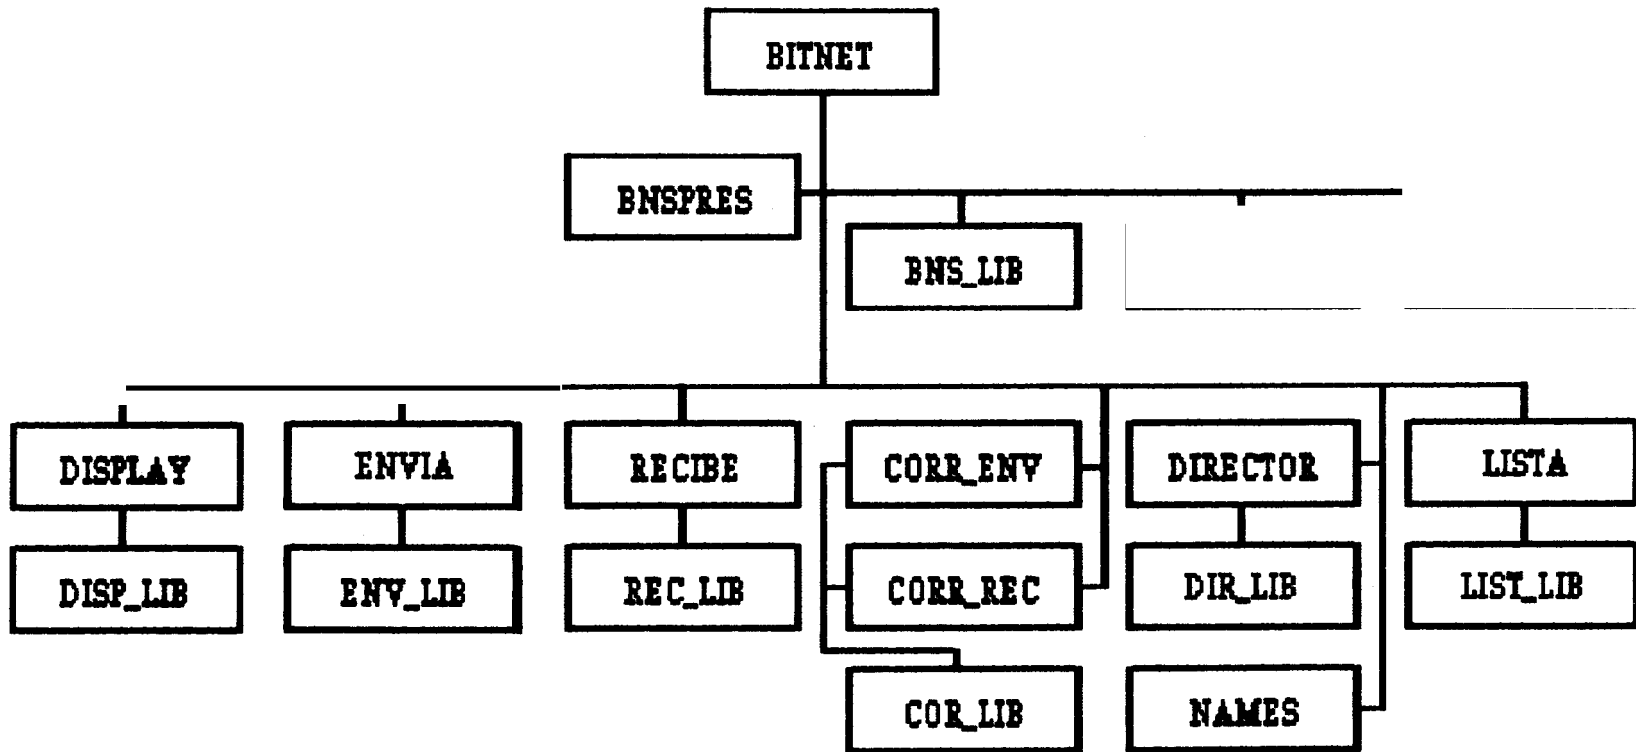 BITNET
BNSPRES
BNS_LIB
DISPLAY
ENVIA
RECIBE
CORR_ENV
DIRECTOR
LISTA
DISP_LIB
ENV_LIB
REC_LIB
CORR_REC
DIR_LIB
LIST_LIB
COR_LIB
NAMES